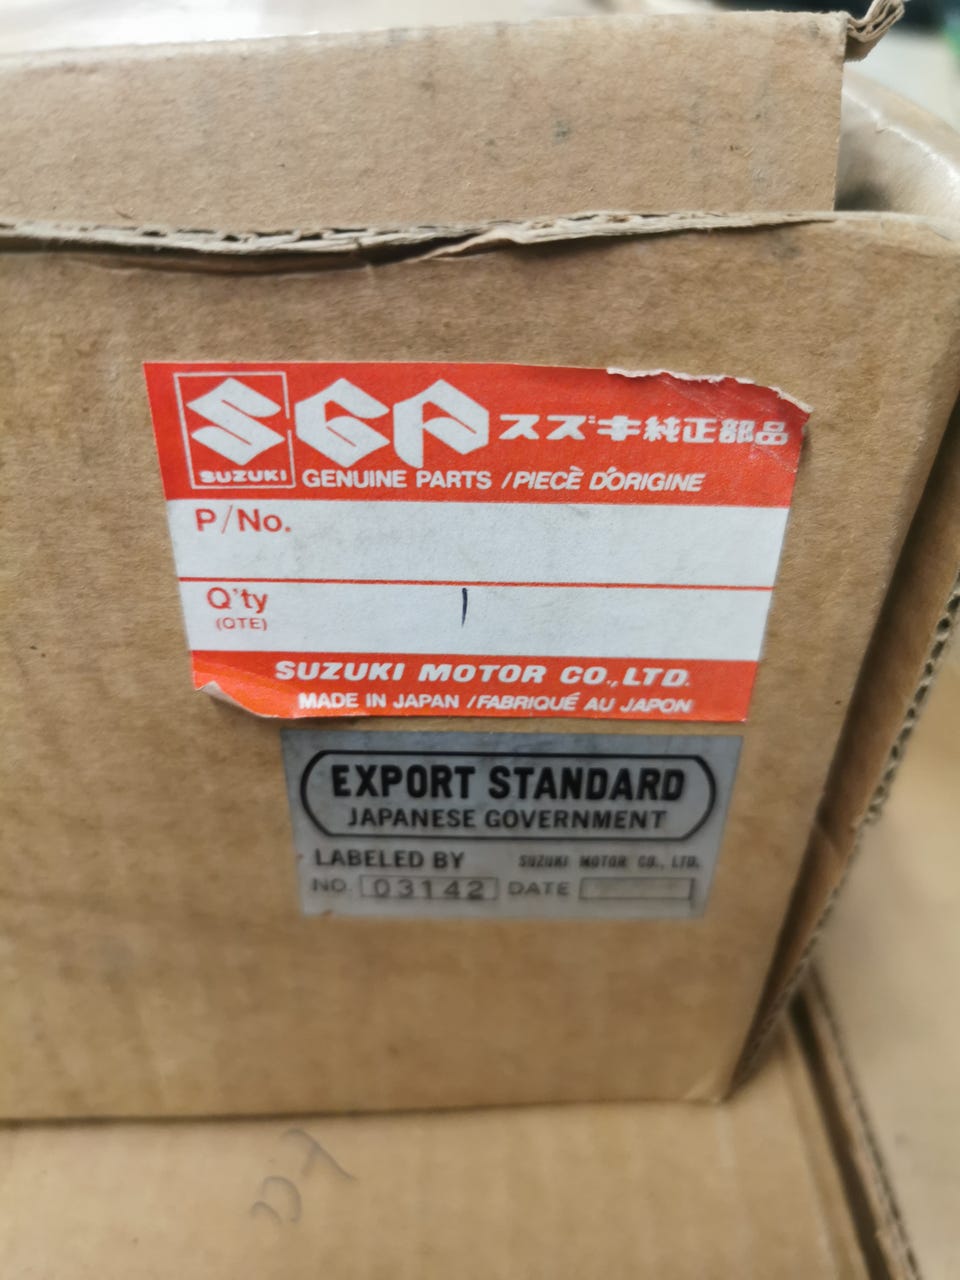 SGP スズキ純正部品
SUZUKI GENUINE PARTS /PIECÈ D'ORIGINE
P/No.
Q'ty 1
(QTE)
SUZUKI MOTOR CO.,LTD.
MADE IN JAPAN /FABRIQUÉ AU JAPON
EXPORT STANDARD
JAPANESE GOVERNMENT
LABELED BY SUZUKI MOTOR CO., LTD.
NO. 03142 DATE